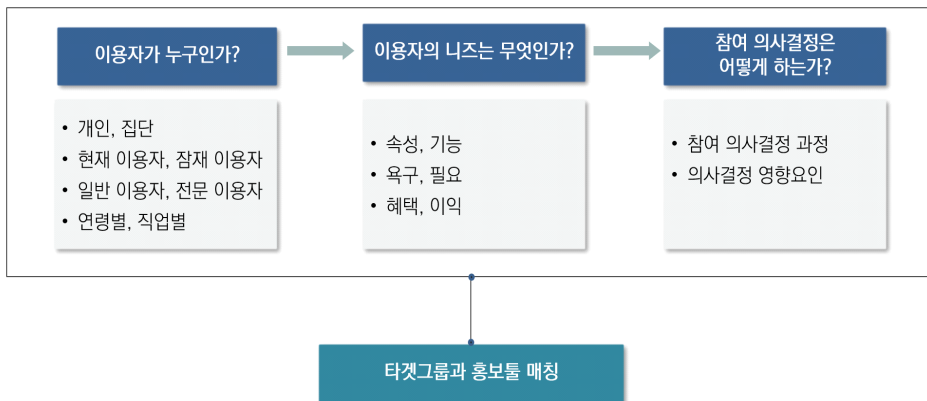 이용자가 누구인가?
• 개인, 집단
• 현재 이용자, 잠재 이용자
• 일반 이용자, 전문 이용자
• 연령별, 직업별
이용자의 니즈는 무엇인가?
• 속성, 기능
• 욕구, 필요
• 혜택, 이익
참여 의사결정은
어떻게 하는가?
• 참여 의사결정 과정
• 의사결정 영향요인
타겟그룹과 홍보툴 매칭